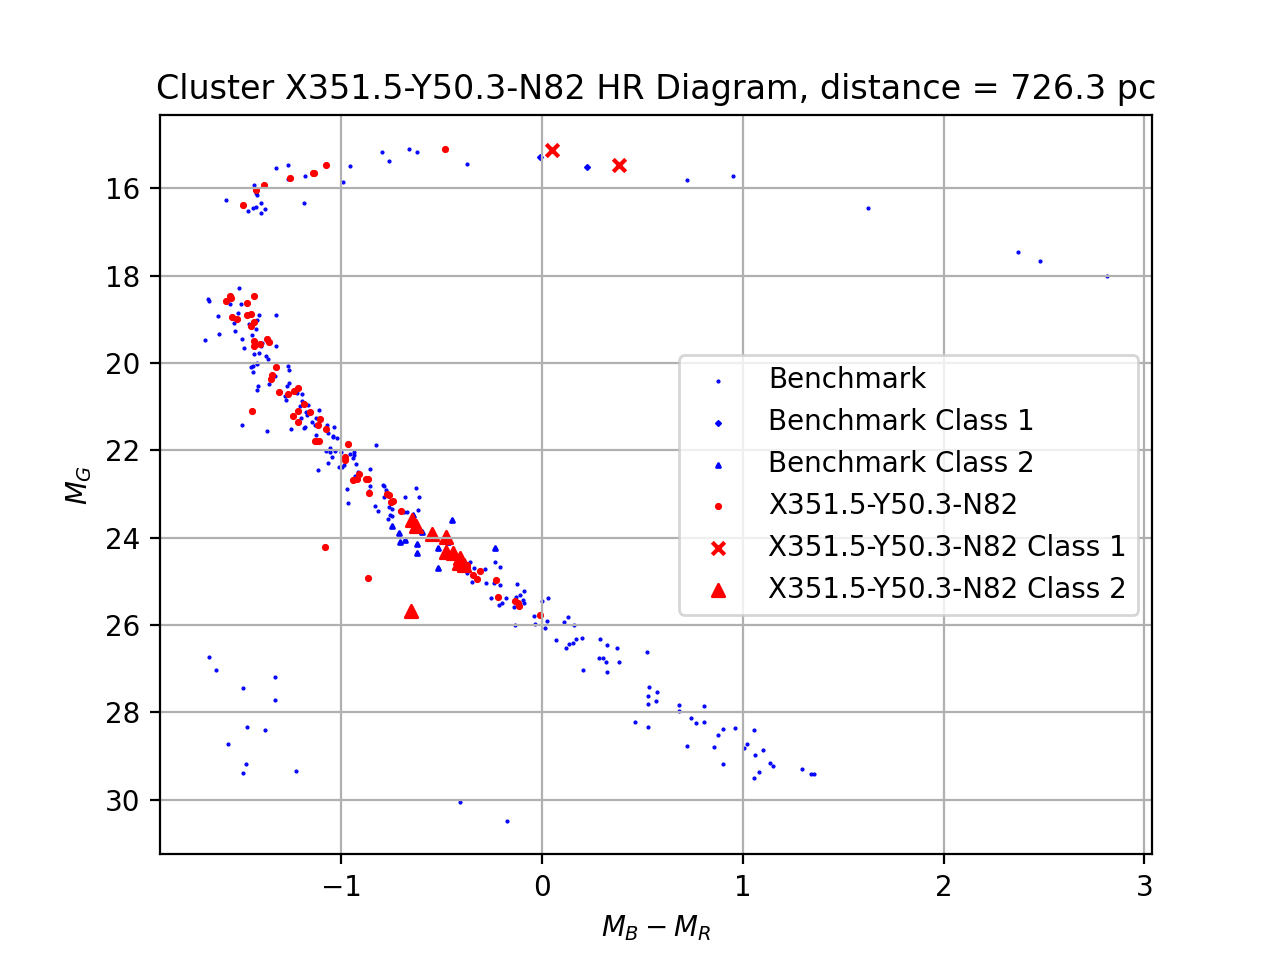 Cluster X351.5-Y50.3-N82 HR Diagram, distance = 726.3 pc
16
18
20
22
24
26
28
30
M_G
Benchmark
Benchmark Class 1
Benchmark Class 2
X351.5-Y50.3-N82
X351.5-Y50.3-N82 Class 1
X351.5-Y50.3-N82 Class 2
−1 0 1 2 3
M_B − M_R